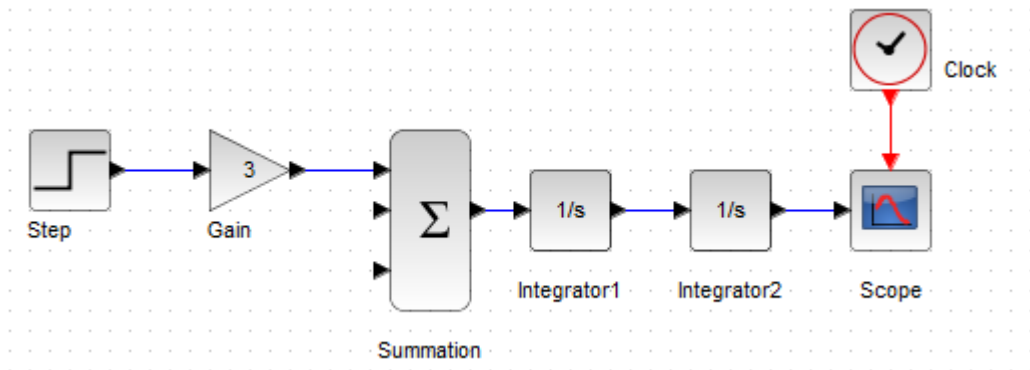 Clock
3
Step
Gain
Σ
1/s
1/s
Integrator1
Integrator2
Scope
Summation